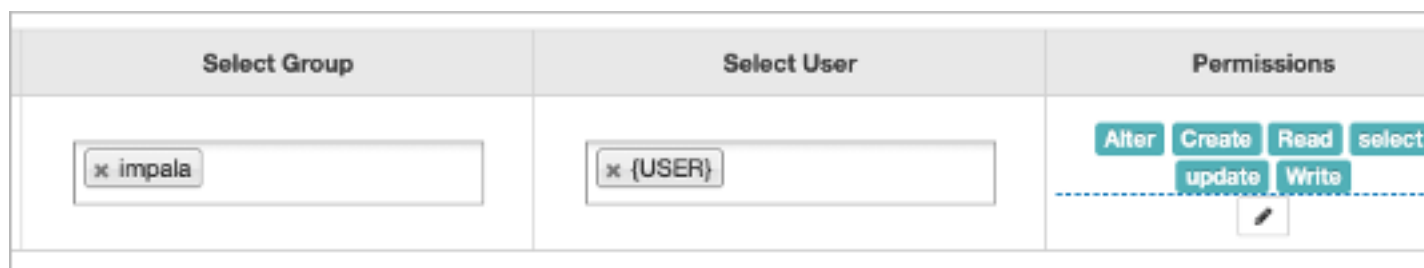 Select Group Select User Permissions
× impala × {USER} Alter Create Read select
update Write